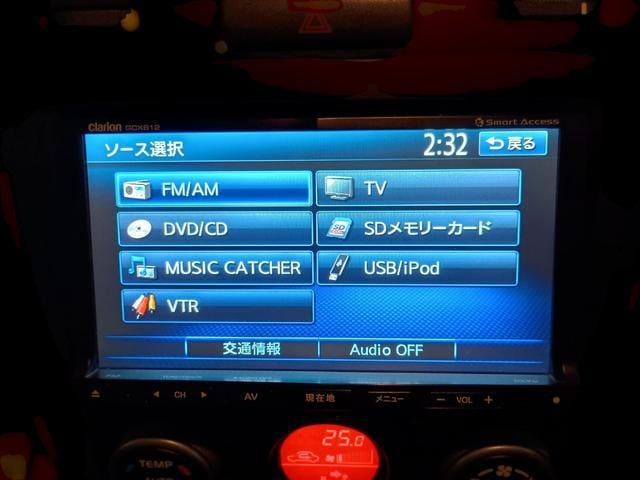 Clarion GCX612
Smart Access
ソース選択
2:32
戻る
FM/AM
TV
DVD/CD
SDメモリーカード
MUSIC CATCHER
USB/iPod
VTR
交通情報
Audio OFF
CH
AV
現在地
メニュー
− VOL +
TEMP
AUTO
25.0